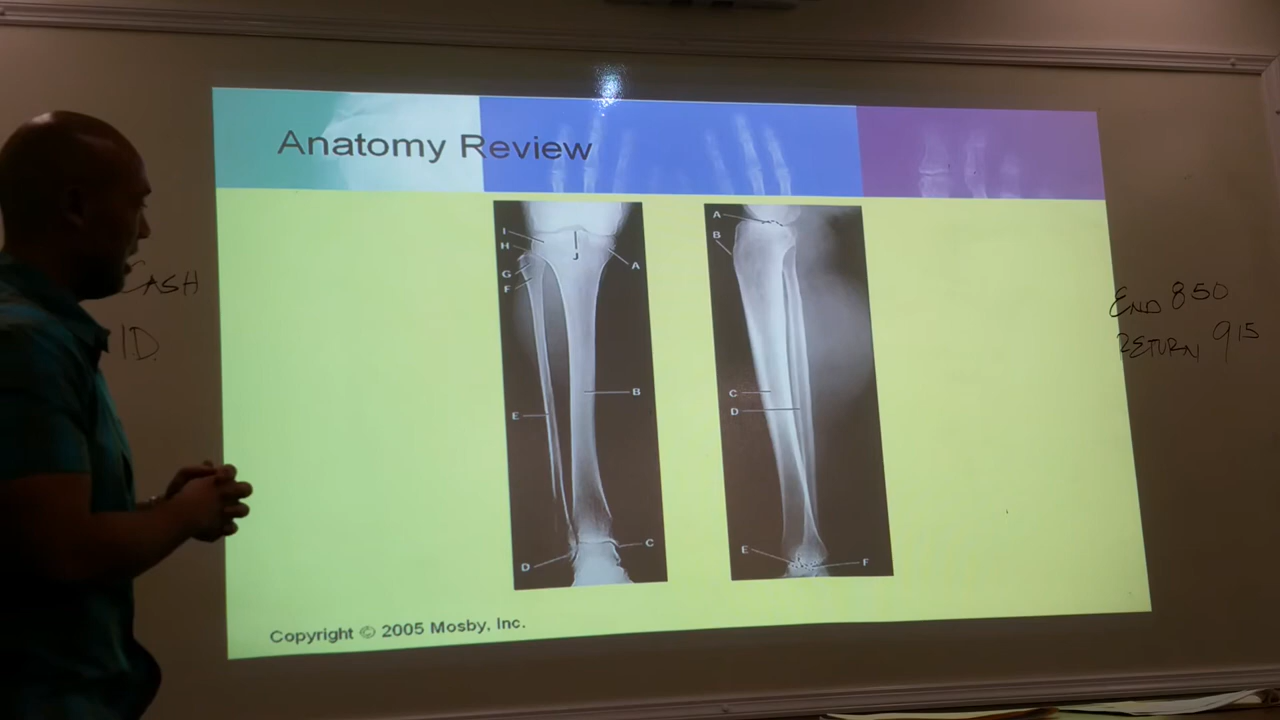 Anatomy Review
CASH
ID.
I
H
G
F
J
A
E
B
D
C
A
B
C
D
E
F
END 850
RETURN 915
Copyright © 2005 Mosby, Inc.